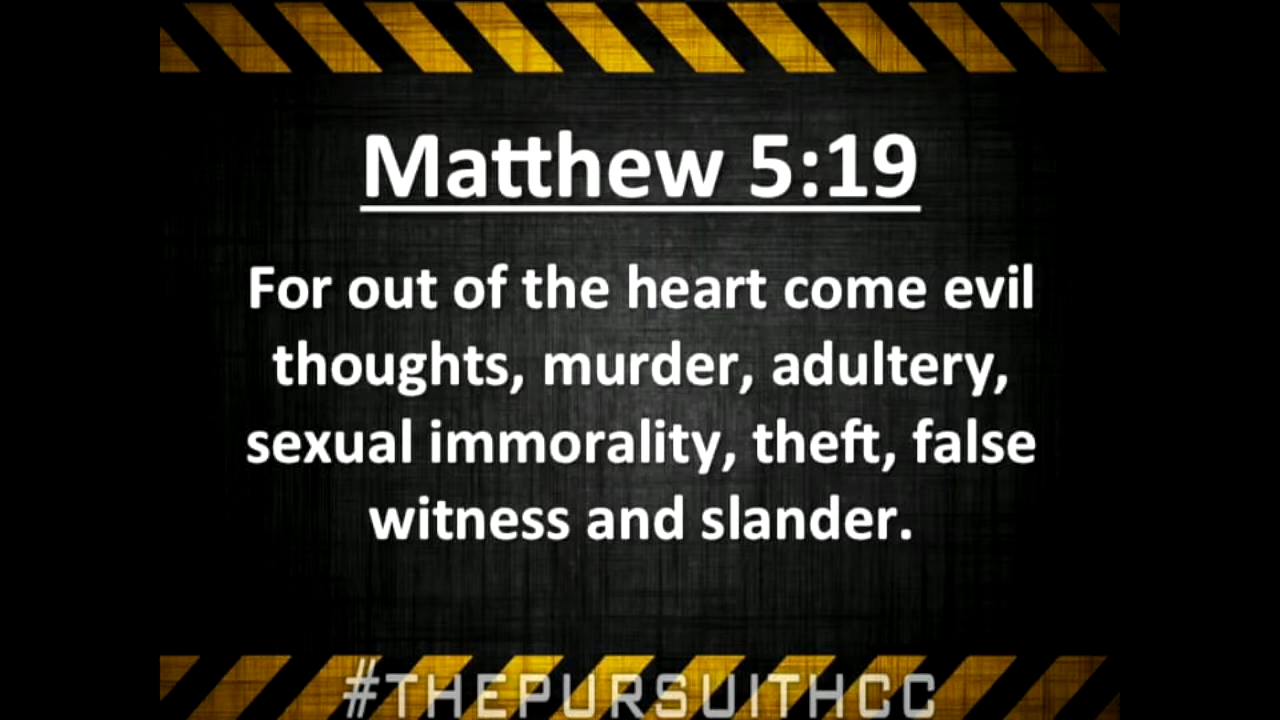 Matthew 5:19
For out of the heart come evil
thoughts, murder, adultery,
sexual immorality, theft, false
witness and slander.
#THEPURSUITHCC